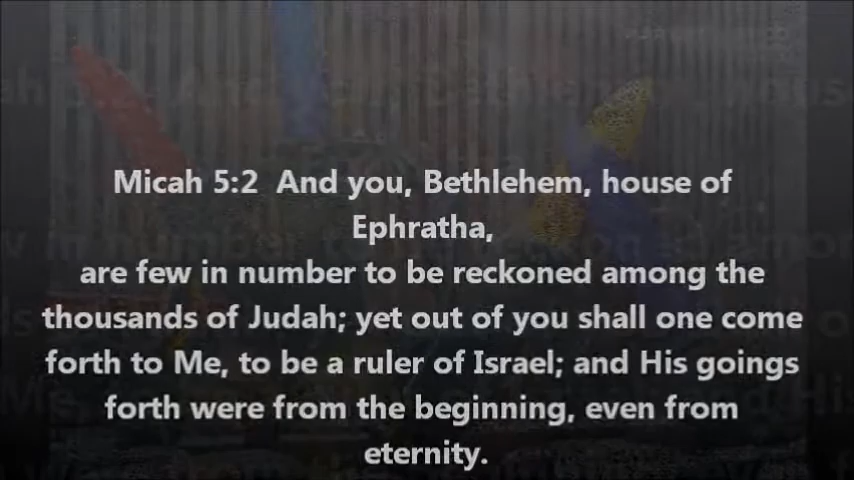 Micah 5:2 And you, Bethlehem, house of
Ephratha,
are few in number to be reckoned among the
thousands of Judah; yet out of you shall one come
forth to Me, to be a ruler of Israel; and His goings
forth were from the beginning, even from
eternity.